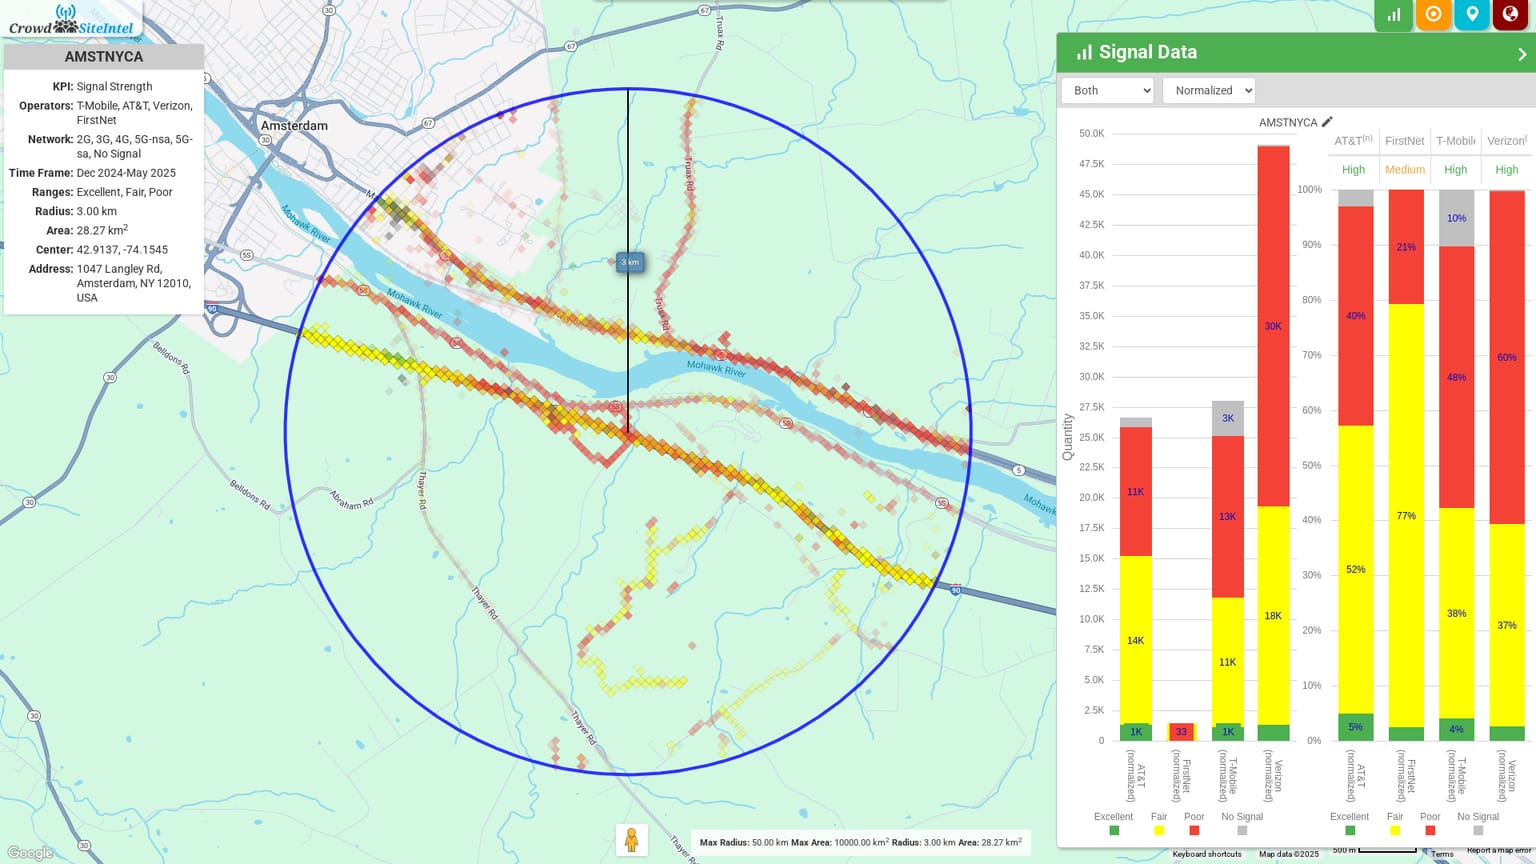 CrowdSiteIntel
AMSTNYCA
KPI: Signal Strength
Operators: T-Mobile, AT&T, Verizon,
FirstNet
Network: 2G, 3G, 4G, 5G-nsa, 5G-
sa, No Signal
Time Frame: Dec 2024-May 2025
Ranges: Excellent, Fair, Poor
Radius: 3.00 km
Area: 28.27 km²
Center: 42.9137, -74.1545
Address: 1047 Langley Rd,
Amsterdam, NY 12010,
USA
30
67
67
Truax Rd
Amsterdam
67
30
Mohawk River
5S
90
Truax Rd
3 km
Mohawk River
5S
Truax Rd
Mohawk River
5S
Belldons Rd
30
5S
5S
5
Mohawk
5S
Belldons Rd
Abraham Rd
Thayer Rd
30
90
Thayer Rd
30
Thayer Rd
Thayer Rd
30
Google
Max Radius: 50.00 km Max Area: 10000.00 km² Radius: 3.00 km Area: 28.27 km²
Signal Data
Both
Normalized
AMSTNYCA
50.0K
47.5K
45.0K
42.5K
40.0K
37.5K
35.0K
32.5K
30.0K
27.5K
25.0K
22.5K
20.0K
17.5K
15.0K
12.5K
10.0K
7.5K
5.0K
2.5K
0
Quantity
11K
14K
1K
33
3K
13K
11K
1K
30K
18K
AT&T (normalized)
FirstNet (normalized)
T-Mobile (normalized)
Verizon (normalized)
Excellent
Fair
Poor
No Signal
AT&T(n)
FirstNet
T-Mobile
Verizon(
High
Medium
High
High
100%
90%
80%
70%
60%
50%
40%
30%
20%
10%
0%
40%
52%
5%
21%
77%
10%
48%
38%
4%
60%
37%
AT&T (normalized)
FirstNet (normalized)
T-Mobile (normalized)
Verizon (normalized)
Excellent
Fair
Poor
No Signal
Keyboard shortcuts
Map data ©2025
500 m
Terms
Report a map error